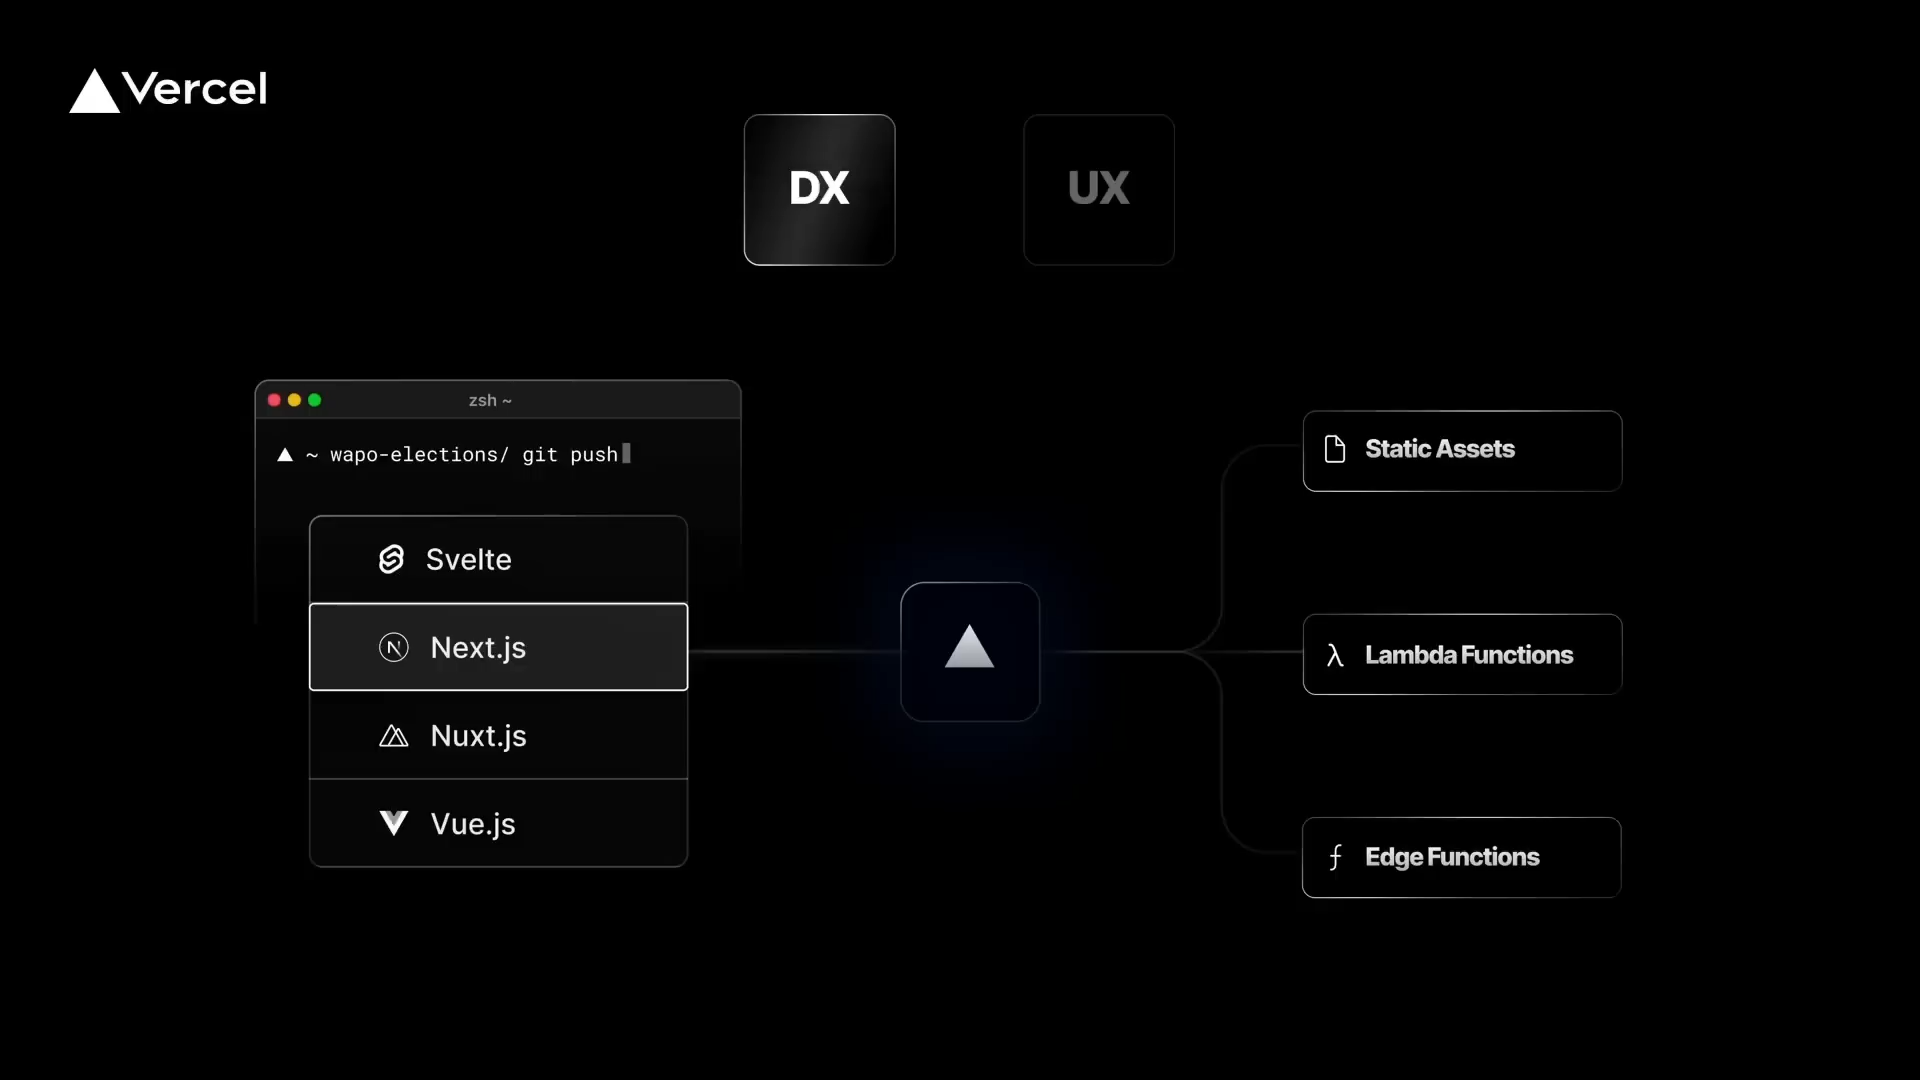 Vercel
DX
UX
zsh ~
~ wapo-elections/ git push
Svelte
Next.js
Nuxt.js
Vue.js
Static Assets
λ Lambda Functions
ƒ Edge Functions